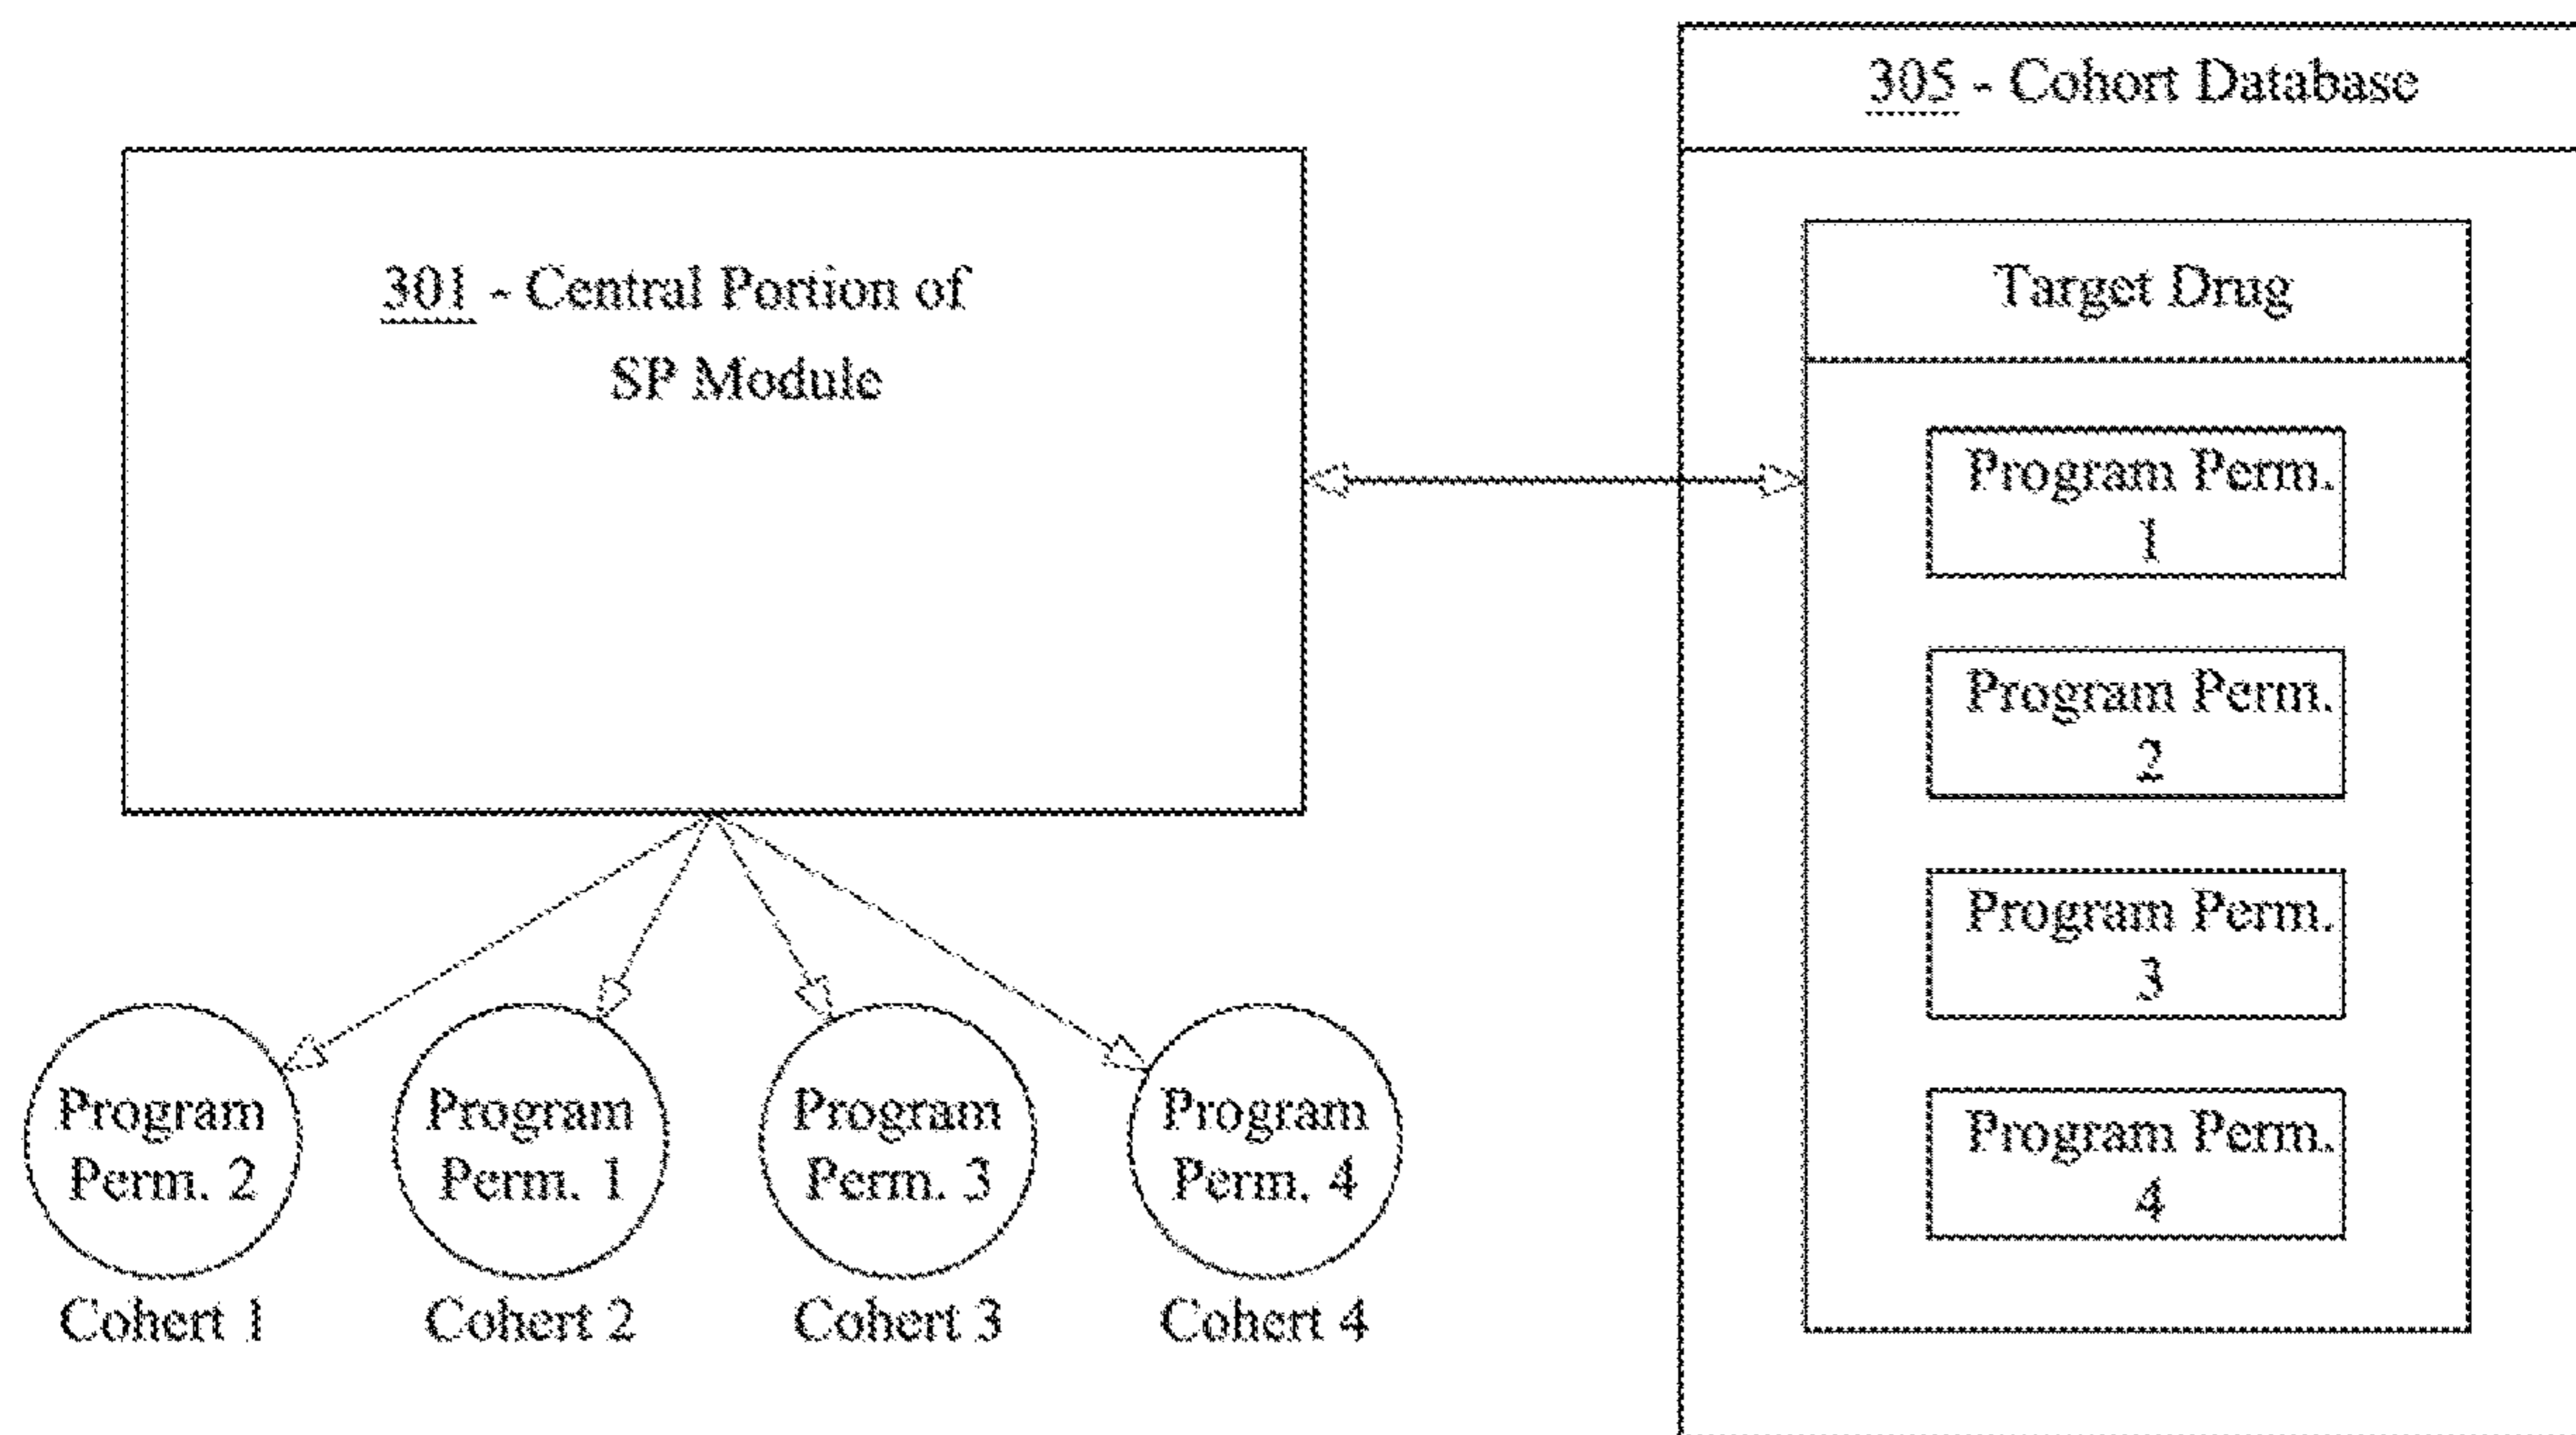 305 - Cohort Database
301 - Central Portion of
SP Module
Target Drug
Program Perm.
1
Program Perm.
2
Program Perm.
3
Program Perm.
4
Program
Perm. 2
Cohert 1
Program
Perm. 1
Cohert 2
Program
Perm. 3
Cohert 3
Program
Perm. 4
Cohert 4